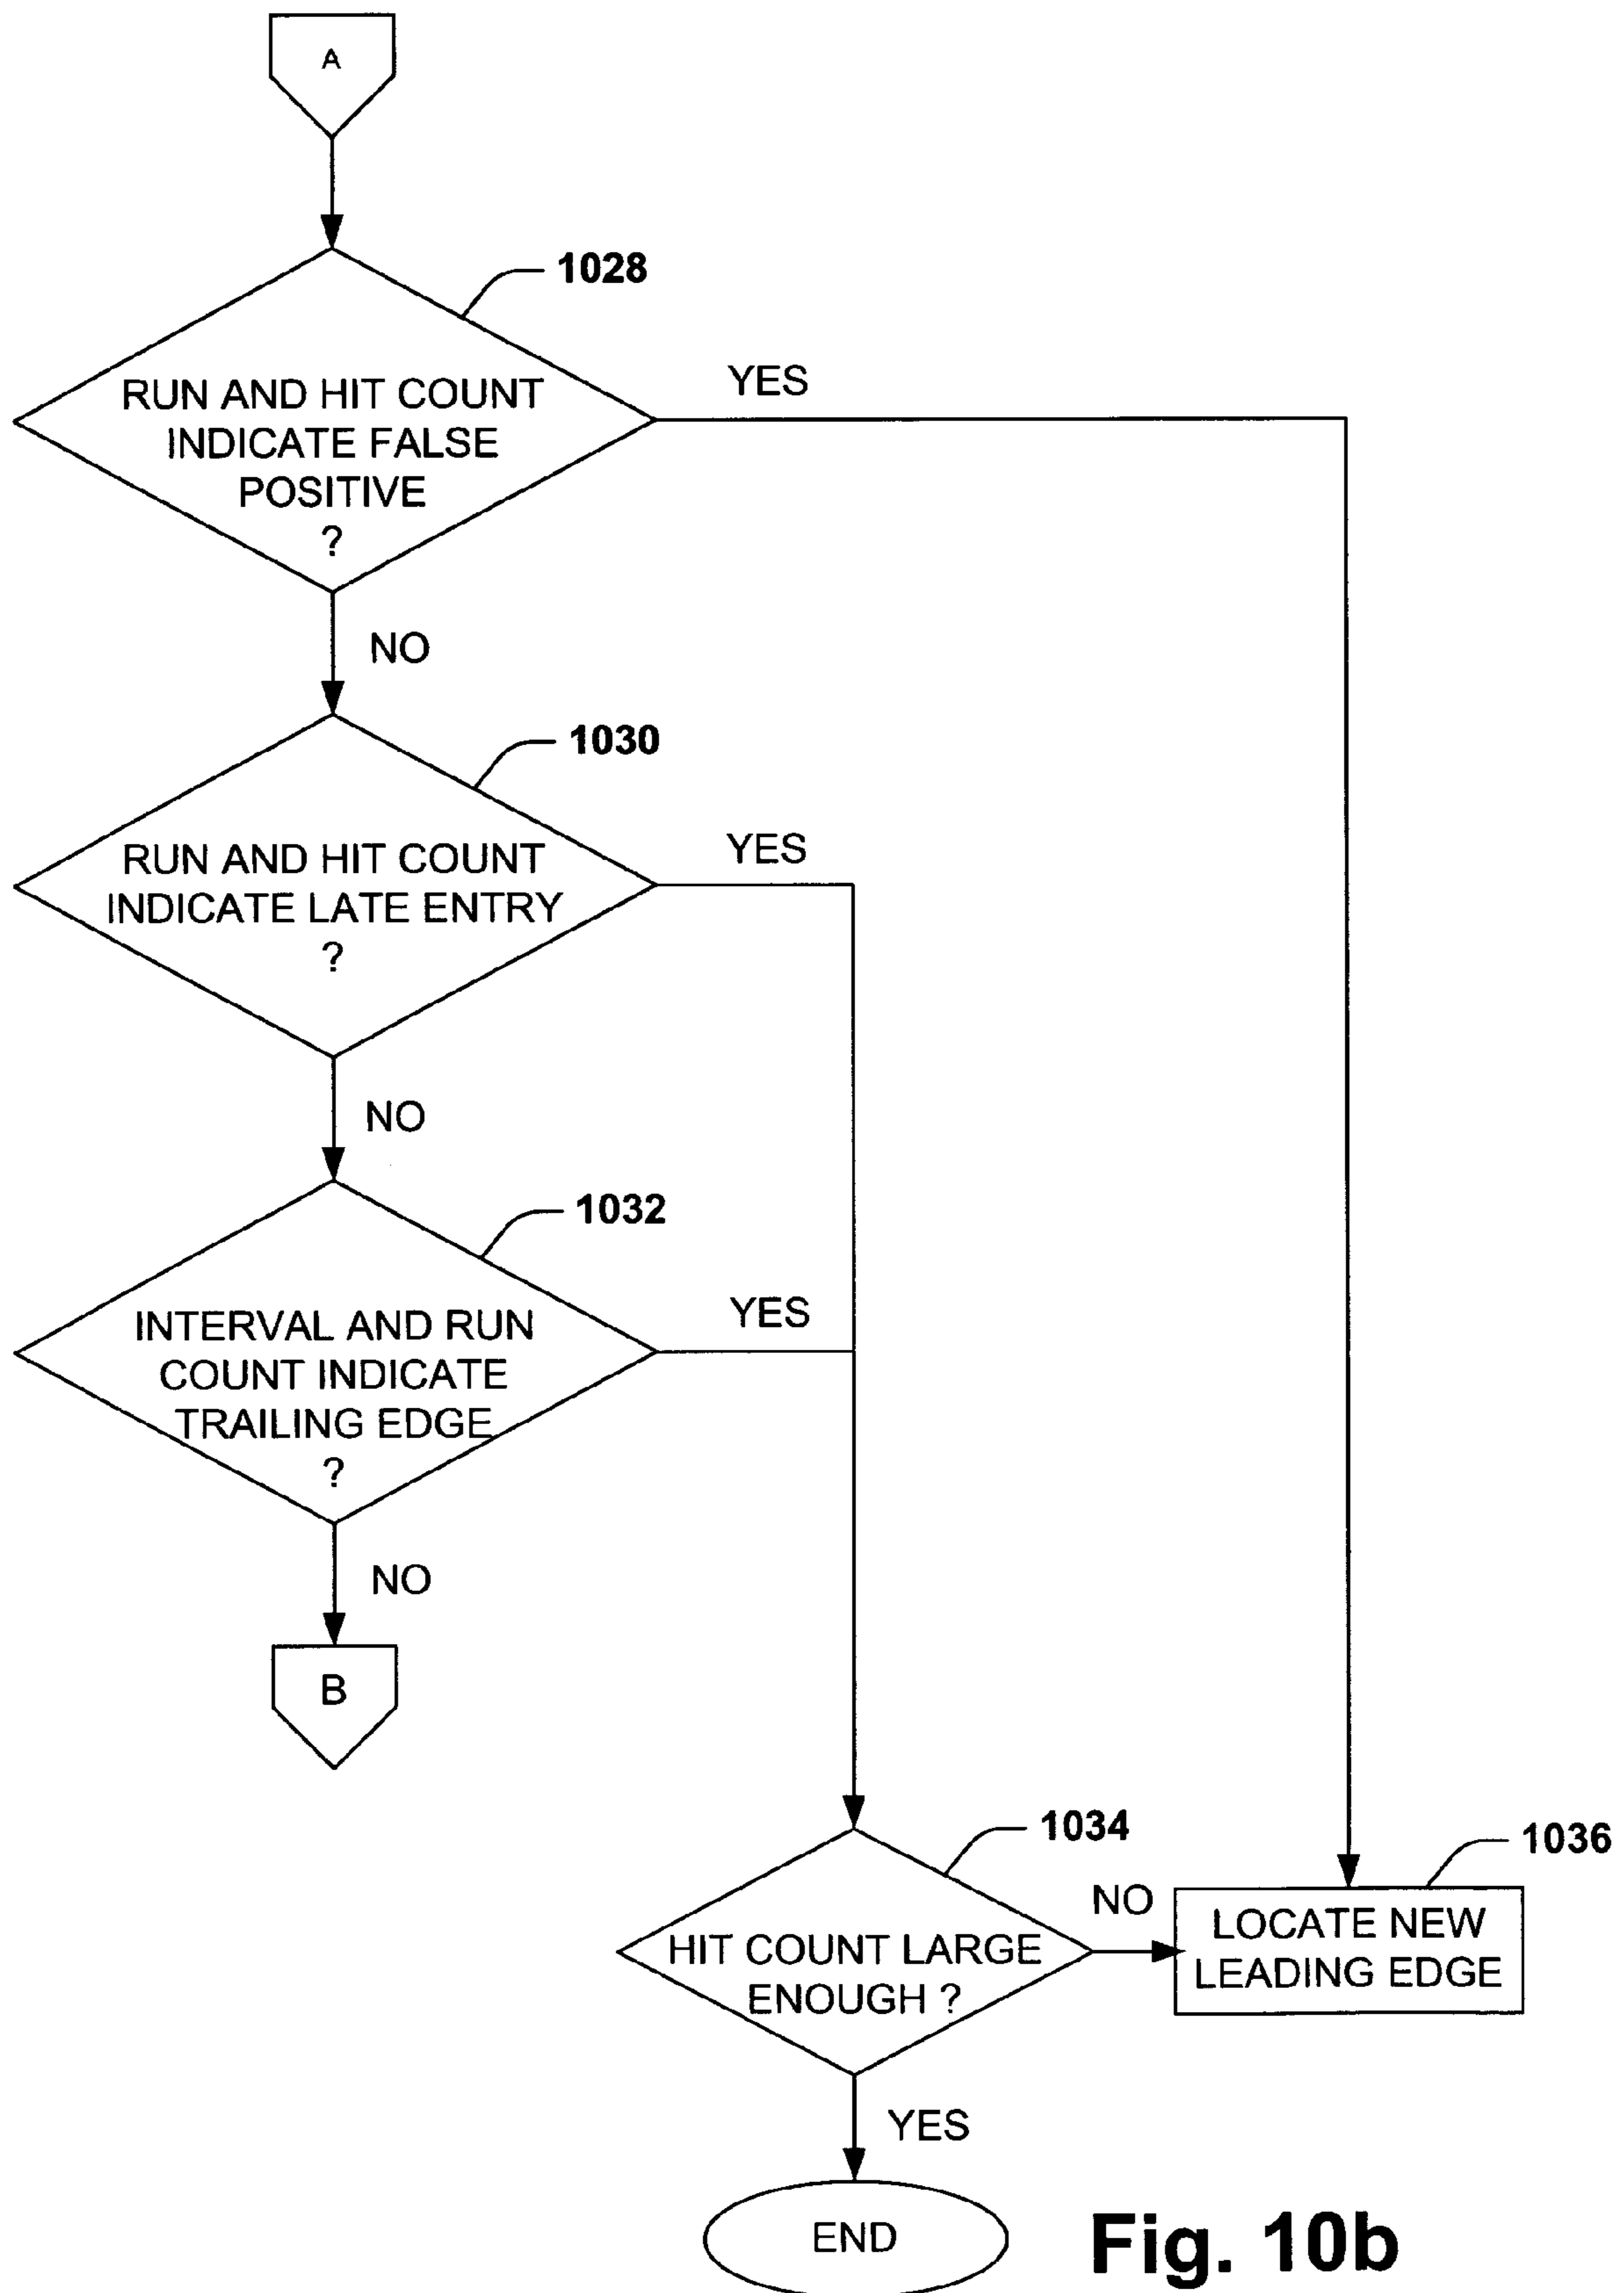 A
1028
RUN AND HIT COUNT
INDICATE FALSE
POSITIVE
?
YES
NO
1030
RUN AND HIT COUNT
INDICATE LATE ENTRY
?
YES
NO
1032
INTERVAL AND RUN
COUNT INDICATE
TRAILING EDGE
?
YES
NO
B
1034
HIT COUNT LARGE
ENOUGH ?
NO
1036
LOCATE NEW
LEADING EDGE
YES
END
Fig. 10b